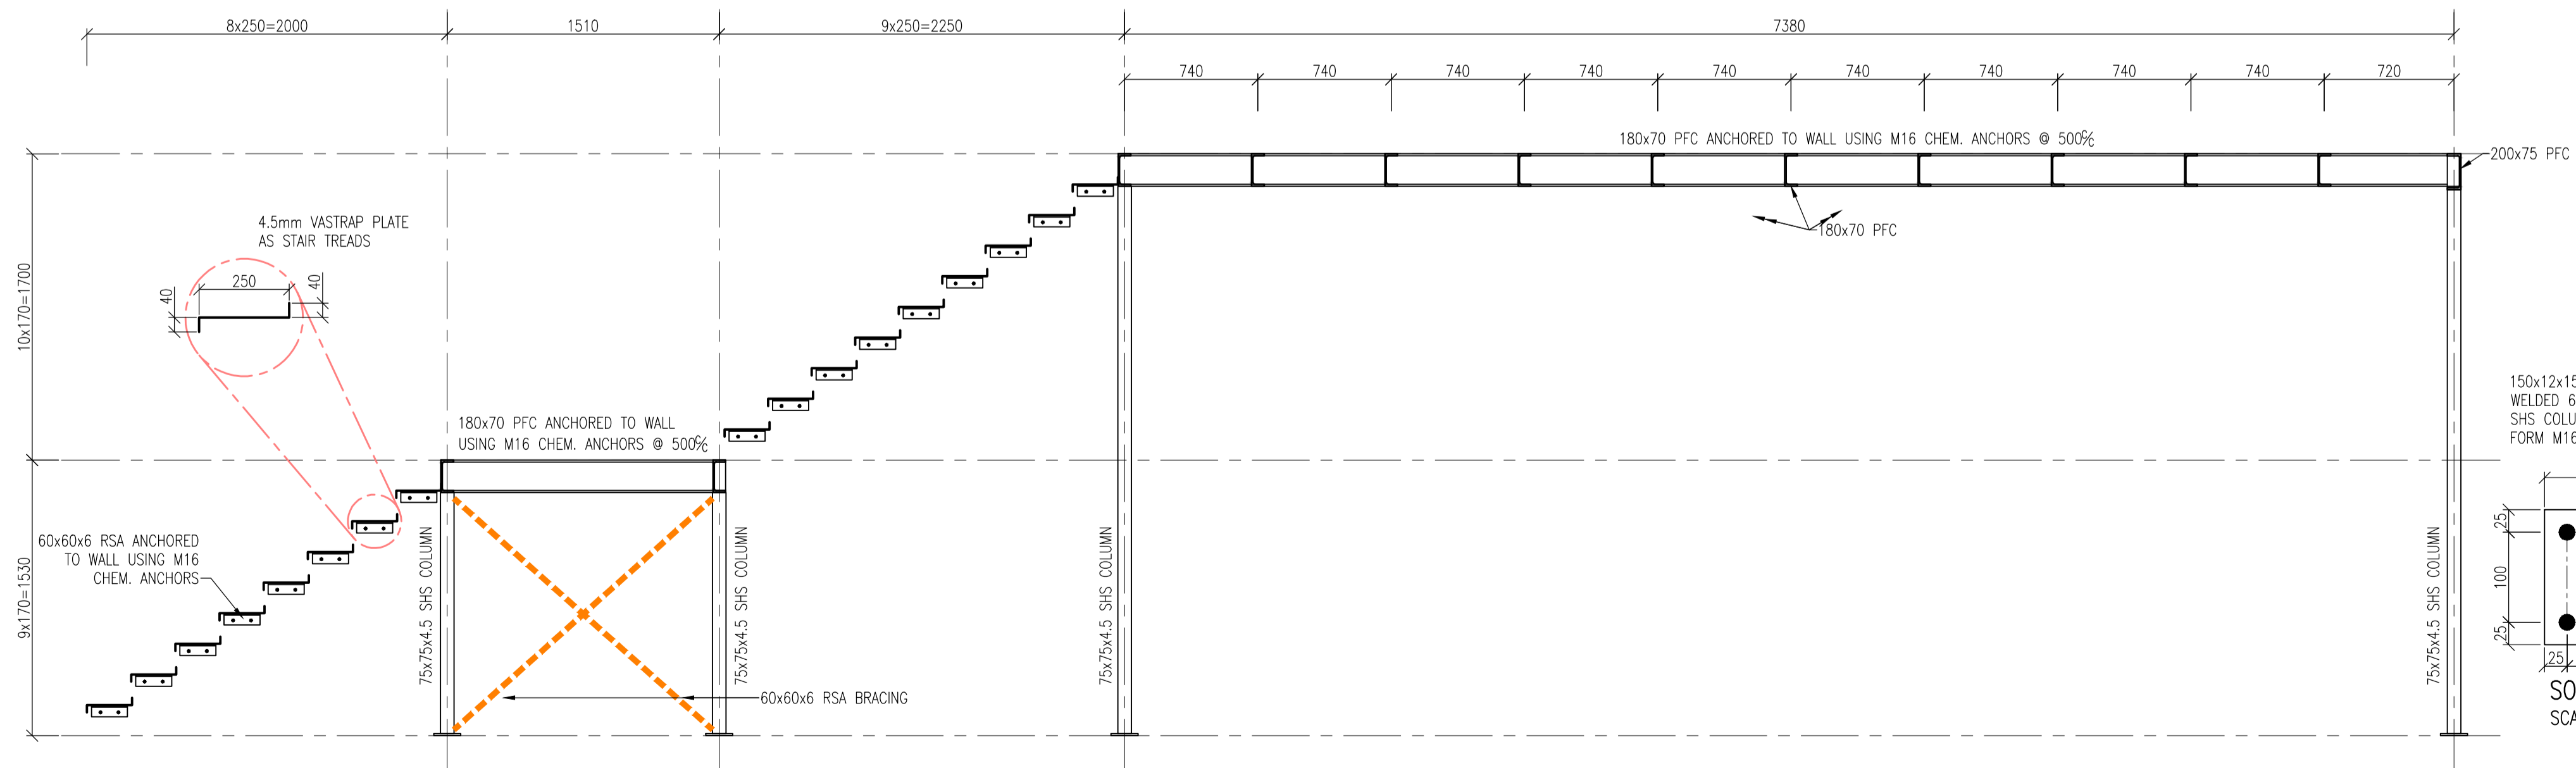 8x250=2000
1510
9x250=2250
7380
740
740
740
740
740
740
740
740
740
720
180x70 PFC ANCHORED TO WALL USING M16 CHEM. ANCHORS @ 500℅
200x75 PFC
180x70 PFC
4.5mm VASTRAP PLATE
AS STAIR TREADS
250
40
40
10x170=1700
180x70 PFC ANCHORED TO WALL
USING M16 CHEM. ANCHORS @ 500℅
60x60x6 RSA ANCHORED
TO WALL USING M16
CHEM. ANCHORS
9x170=1530
75x75x4.5 SHS COLUMN
75x75x4.5 SHS COLUMN
75x75x4.5 SHS COLUMN
75x75x4.5 SHS COLUMN
60x60x6 RSA BRACING
150x12x15
WELDED 6
SHS COLU
FORM M16
25
100
25
25
SO
SCA